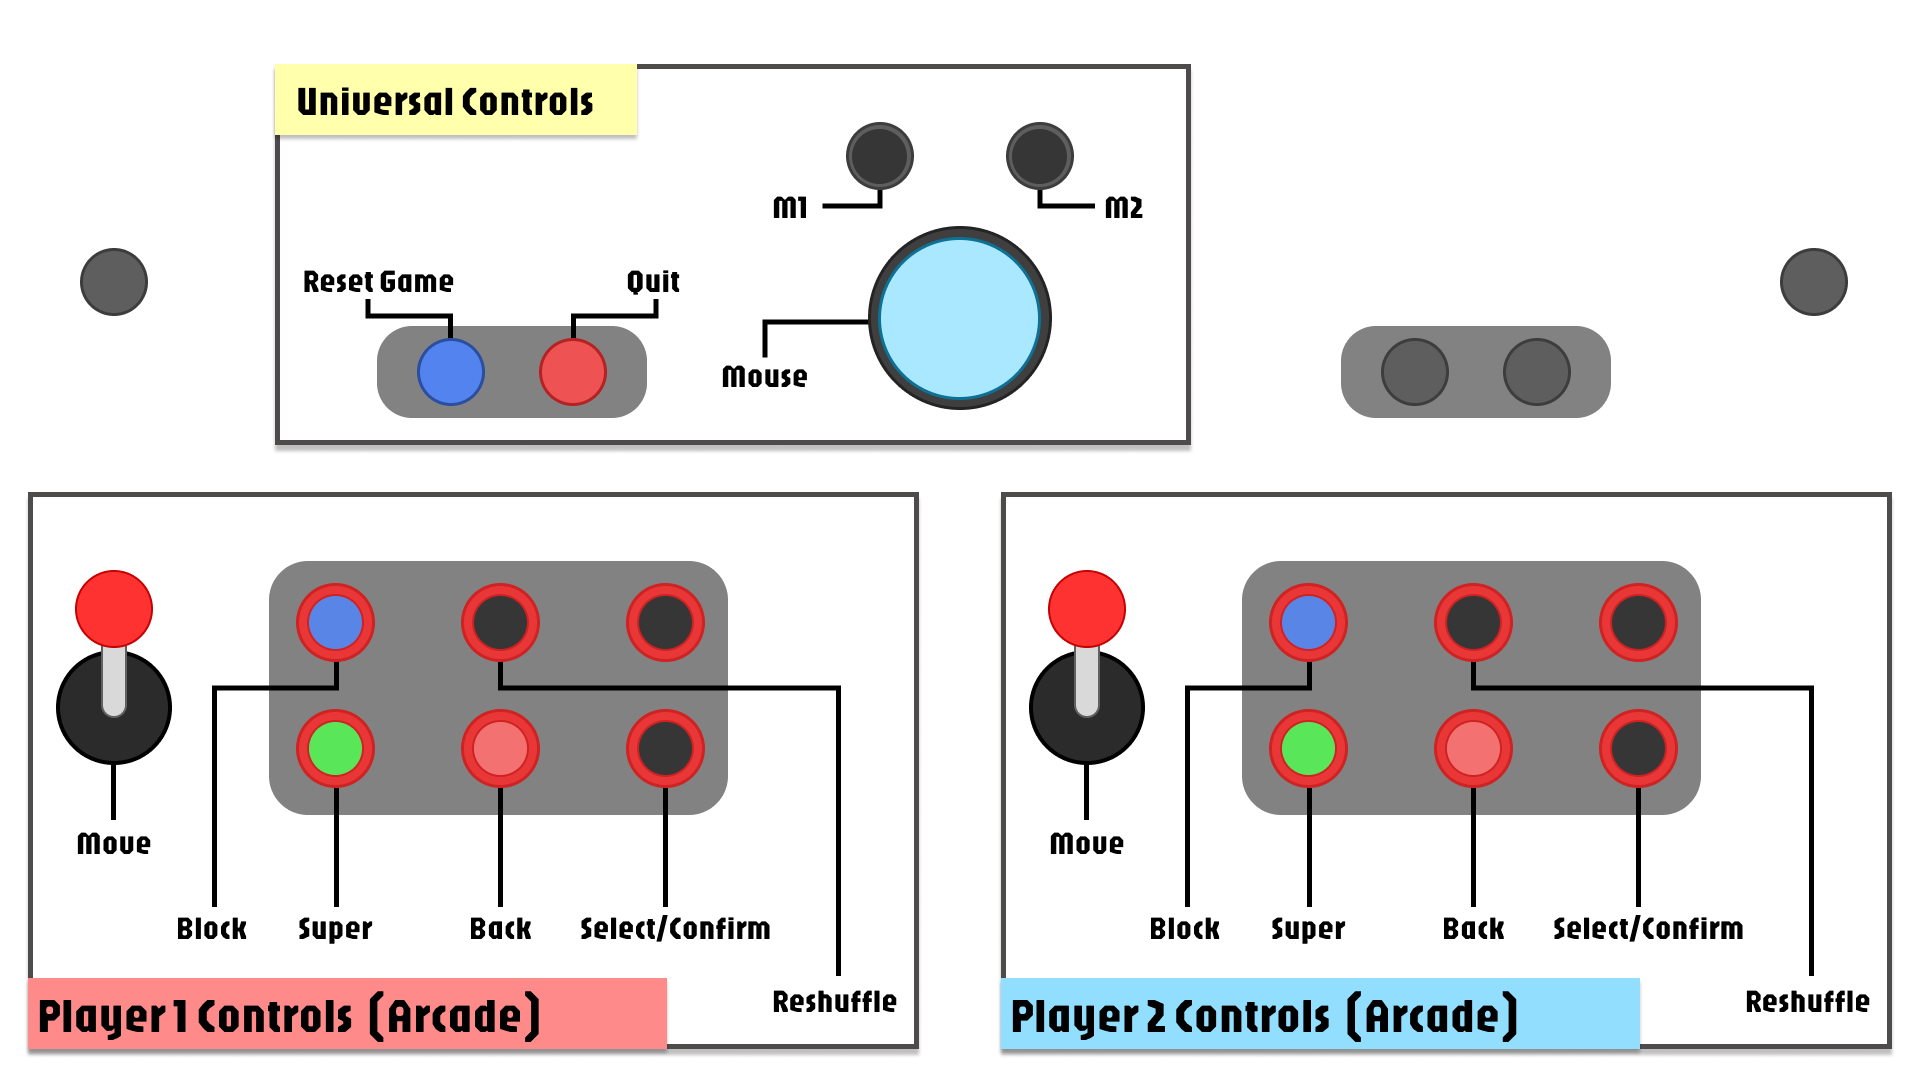 Universal Controls
M1
M2
Reset Game
Quit
Mouse
Move
Block
Super
Back
Select/Confirm
Reshuffle
Player 1 Controls (Arcade)
Move
Block
Super
Back
Select/Confirm
Reshuffle
Player 2 Controls (Arcade)